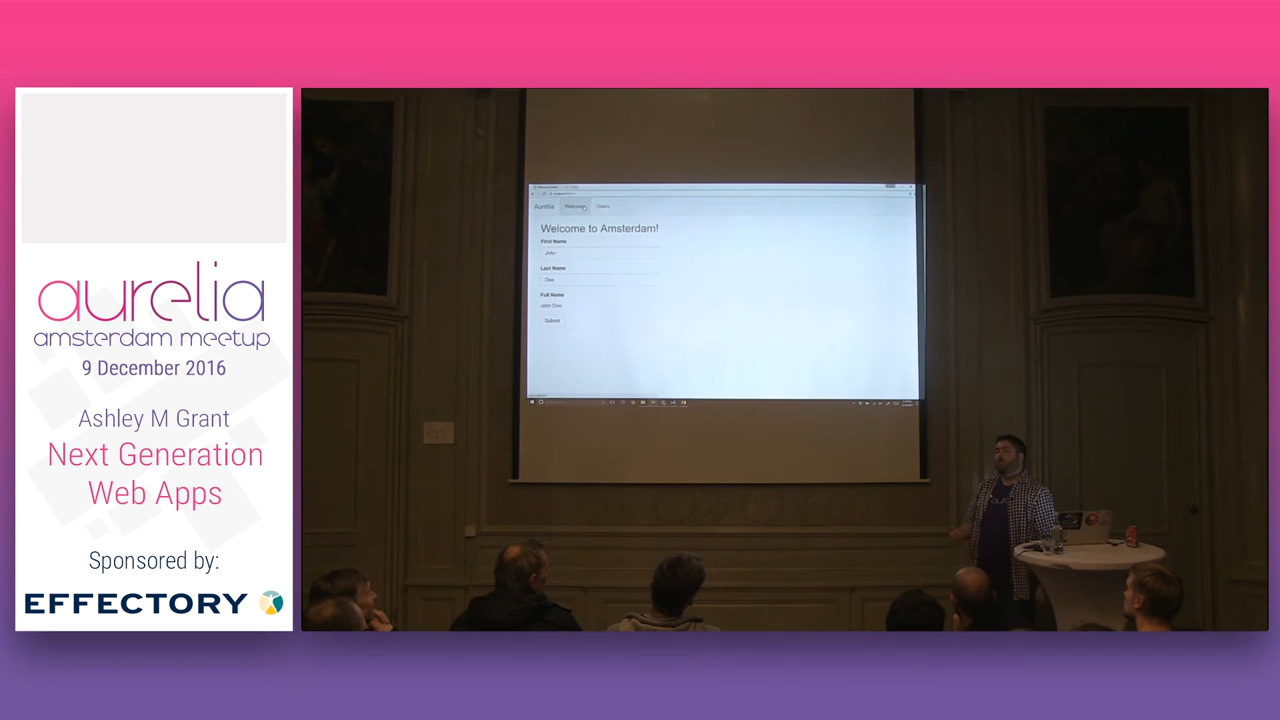 aurelia
amsterdam meetup
9 December 2016
Ashley M Grant
Next Generation
Web Apps
Sponsored by:
EFFECTORY
Aurelia Welcome Users
Welcome to Amsterdam!
First Name
John
Last Name
Doe
Full Name
John Doe
Submit